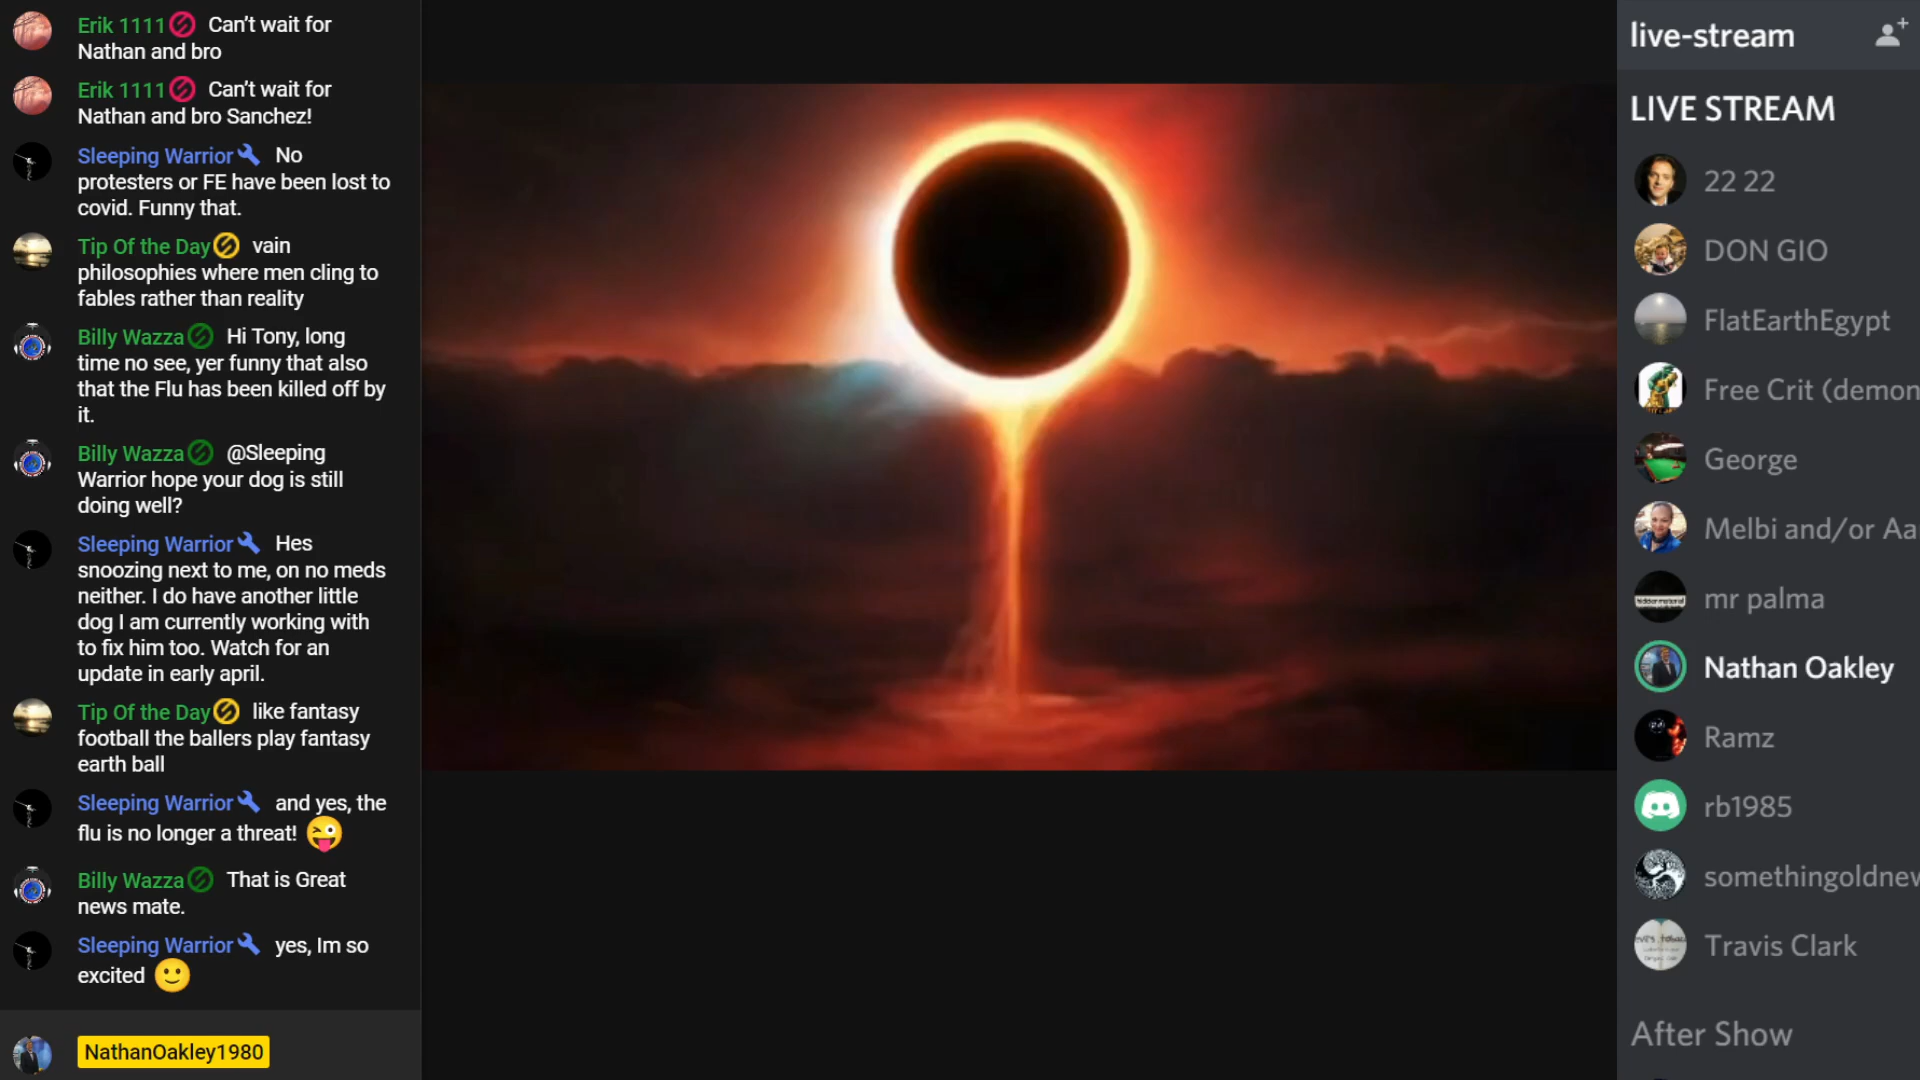 Erik 1111 Can't wait for
Nathan and bro
Erik 1111 Can't wait for
Nathan and bro Sanchez!
Sleeping Warrior No
protesters or FE have been lost to
covid. Funny that.
Tip Of the Day vain
philosophies where men cling to
fables rather than reality
Billy Wazza Hi Tony, long
time no see, yer funny that also
that the Flu has been killed off by
it.
Billy Wazza @Sleeping
Warrior hope your dog is still
doing well?
Sleeping Warrior Hes
snoozing next to me, on no meds
neither. I do have another little
dog I am currently working with
to fix him too. Watch for an
update in early april.
Tip Of the Day like fantasy
football the ballers play fantasy
earth ball
Sleeping Warrior and yes, the
flu is no longer a threat! 😜
Billy Wazza That is Great
news mate.
Sleeping Warrior yes, Im so
excited 🙂
NathanOakley1980
live-stream
LIVE STREAM
22 22
DON GIO
FlatEarthEgypt
Free Crit (demon
George
Melbi and/or Aa
mr palma
Nathan Oakley
Ramz
rb1985
somethingoldnew
Travis Clark
After Show